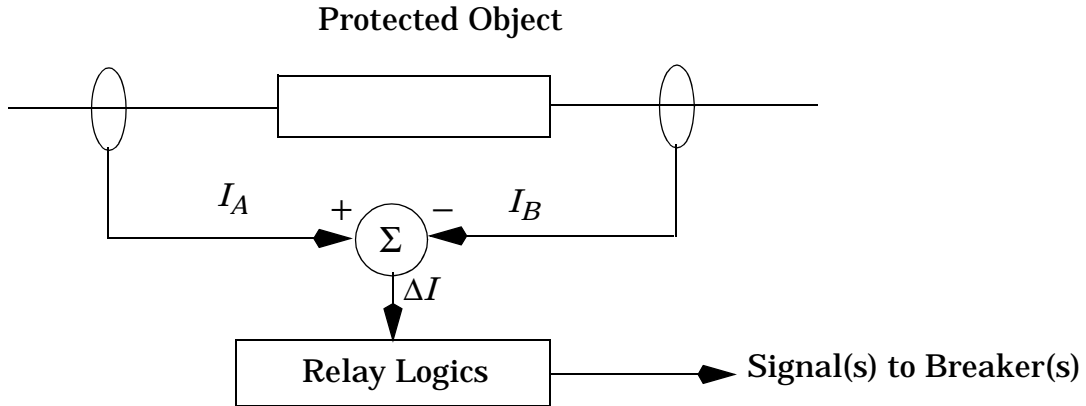 Protected Object
I_A + − I_B
Σ
ΔI
Relay Logics
Signal(s) to Breaker(s)